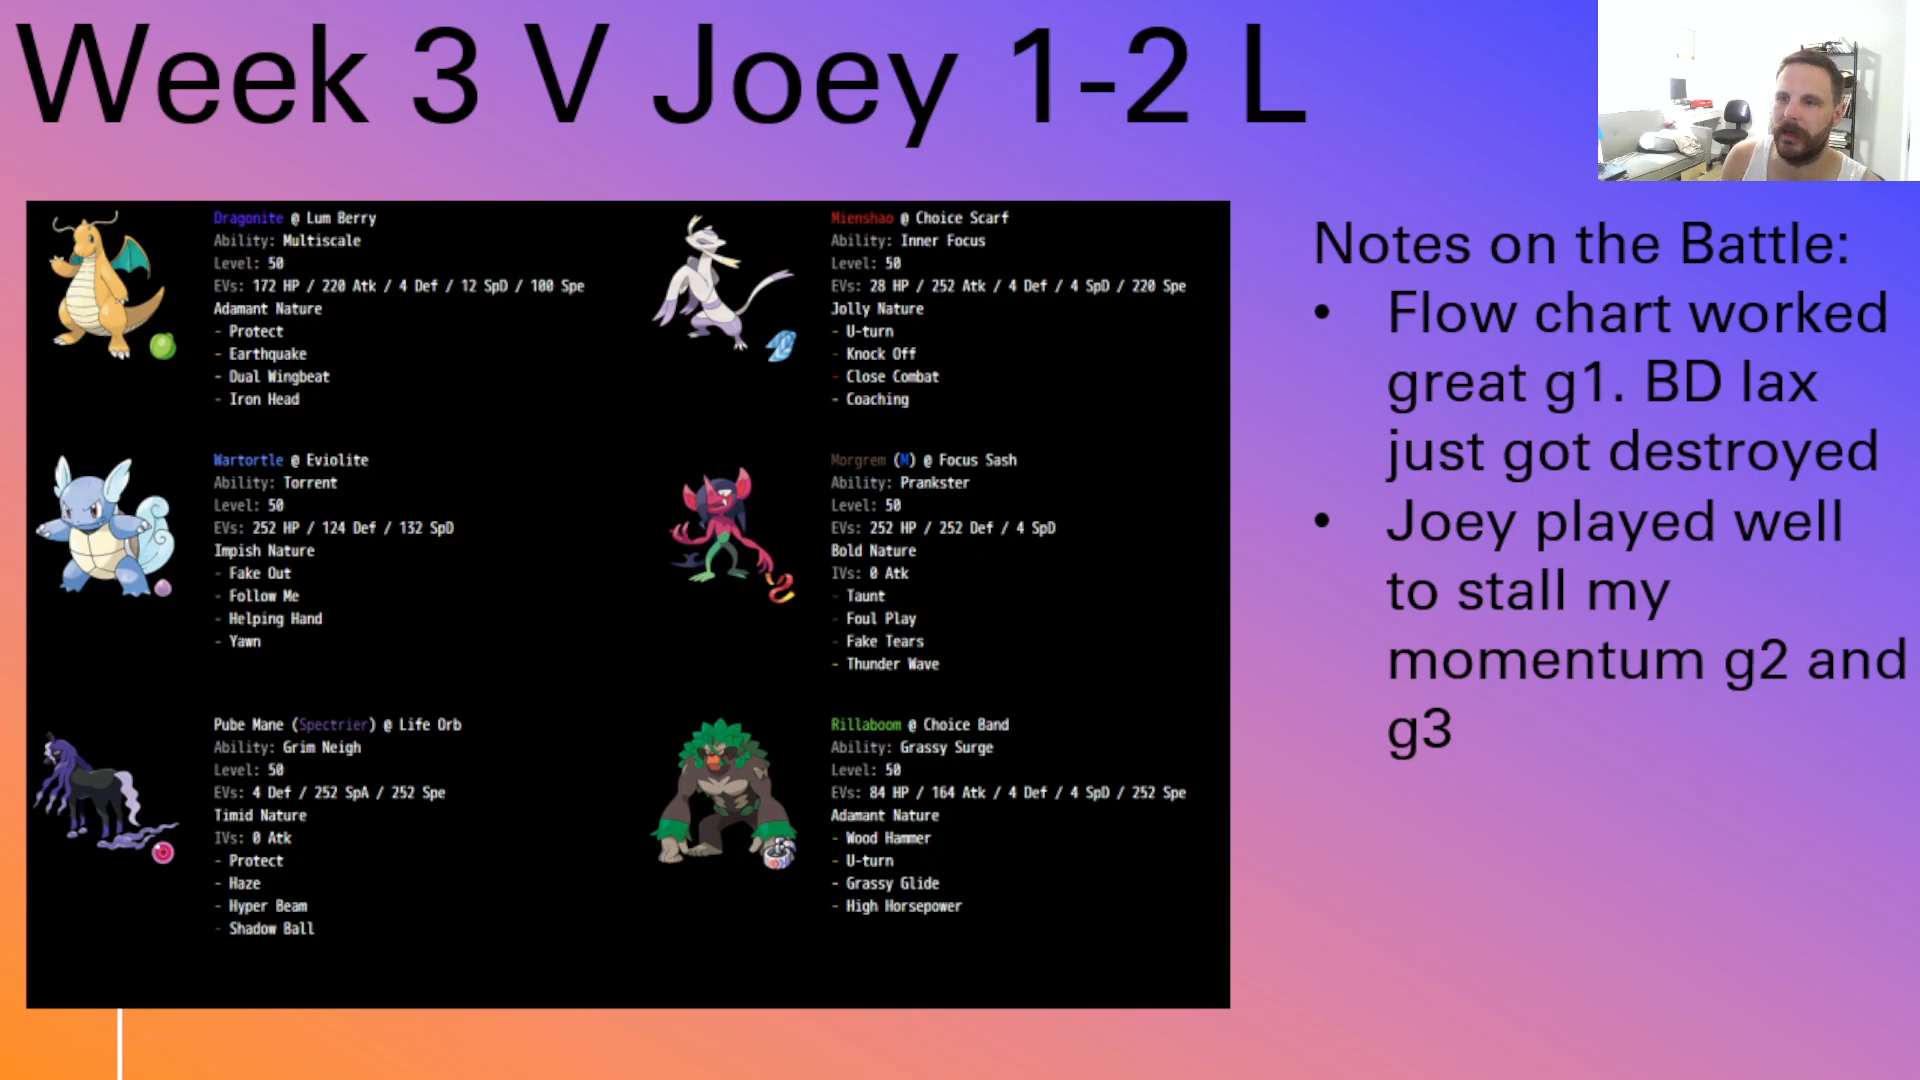 Week 3 V Joey 1-2 L
Dragonite @ Lum Berry
Ability: Multiscale
Level: 50
EVs: 172 HP / 220 Atk / 4 Def / 12 SpD / 100 Spe
Adamant Nature
- Protect
- Earthquake
- Dual Wingbeat
- Iron Head
Mienshao @ Choice Scarf
Ability: Inner Focus
Level: 50
EVs: 28 HP / 252 Atk / 4 Def / 4 SpD / 220 Spe
Jolly Nature
- U-turn
- Knock Off
- Close Combat
- Coaching
Wartortle @ Eviolite
Ability: Torrent
Level: 50
EVs: 252 HP / 124 Def / 132 SpD
Impish Nature
- Fake Out
- Follow Me
- Helping Hand
- Yawn
Morgrem (M) @ Focus Sash
Ability: Prankster
Level: 50
EVs: 252 HP / 252 Def / 4 SpD
Bold Nature
IVs: 0 Atk
- Taunt
- Foul Play
- Fake Tears
- Thunder Wave
Pube Mane (Spectrier) @ Life Orb
Ability: Grim Neigh
Level: 50
EVs: 4 Def / 252 SpA / 252 Spe
Timid Nature
IVs: 0 Atk
- Protect
- Haze
- Hyper Beam
- Shadow Ball
Rillaboom @ Choice Band
Ability: Grassy Surge
Level: 50
EVs: 84 HP / 164 Atk / 4 Def / 4 SpD / 252 Spe
Adamant Nature
- Wood Hammer
- U-turn
- Grassy Glide
- High Horsepower
Notes on the Battle:
• Flow chart worked
great g1. BD lax
just got destroyed
• Joey played well
to stall my
momentum g2 and
g3